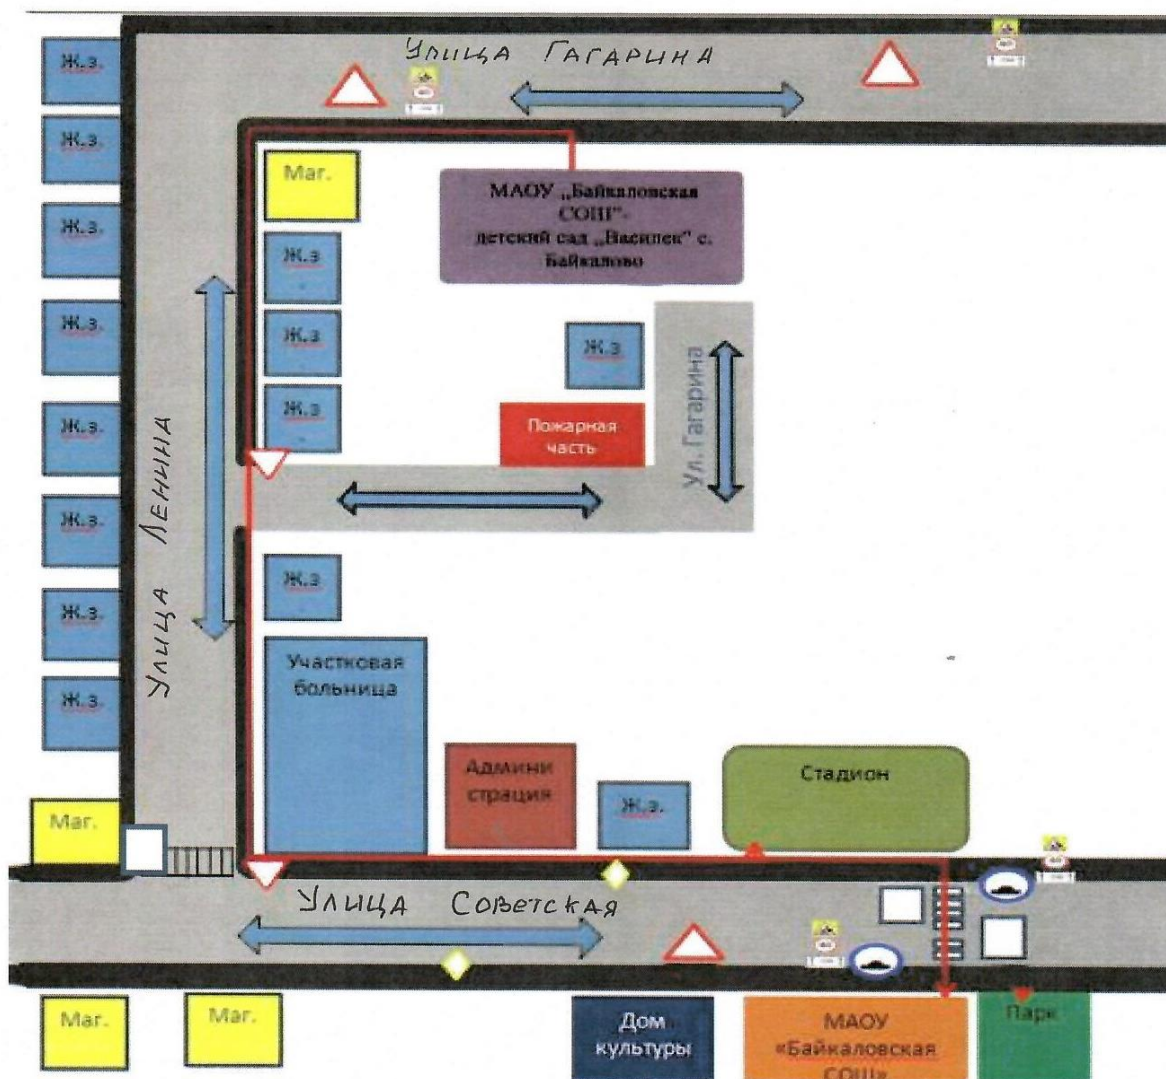 Улица Гагарина
Ж.з.
Ж.з.
Ж.з.
Ж.з.
Ж.з.
Ж.з.
Ж.з.
Ж.з.
Маг.
МАОУ „Байкаловская
СОШ"-
детский сад „Василек" с.
Байкалово
Ж.з
Ж.з
Ж.з
Ж.з
Пожарная
часть
Ул. Гагарина
Улица Ленина
Ж.з
Участковая
больница
Админи
страция
Ж.з.
Стадион
Маг.
Улица Советская
Маг.
Маг.
Дом
культуры
МАОУ
«Байкаловская
СОШ»
Парк